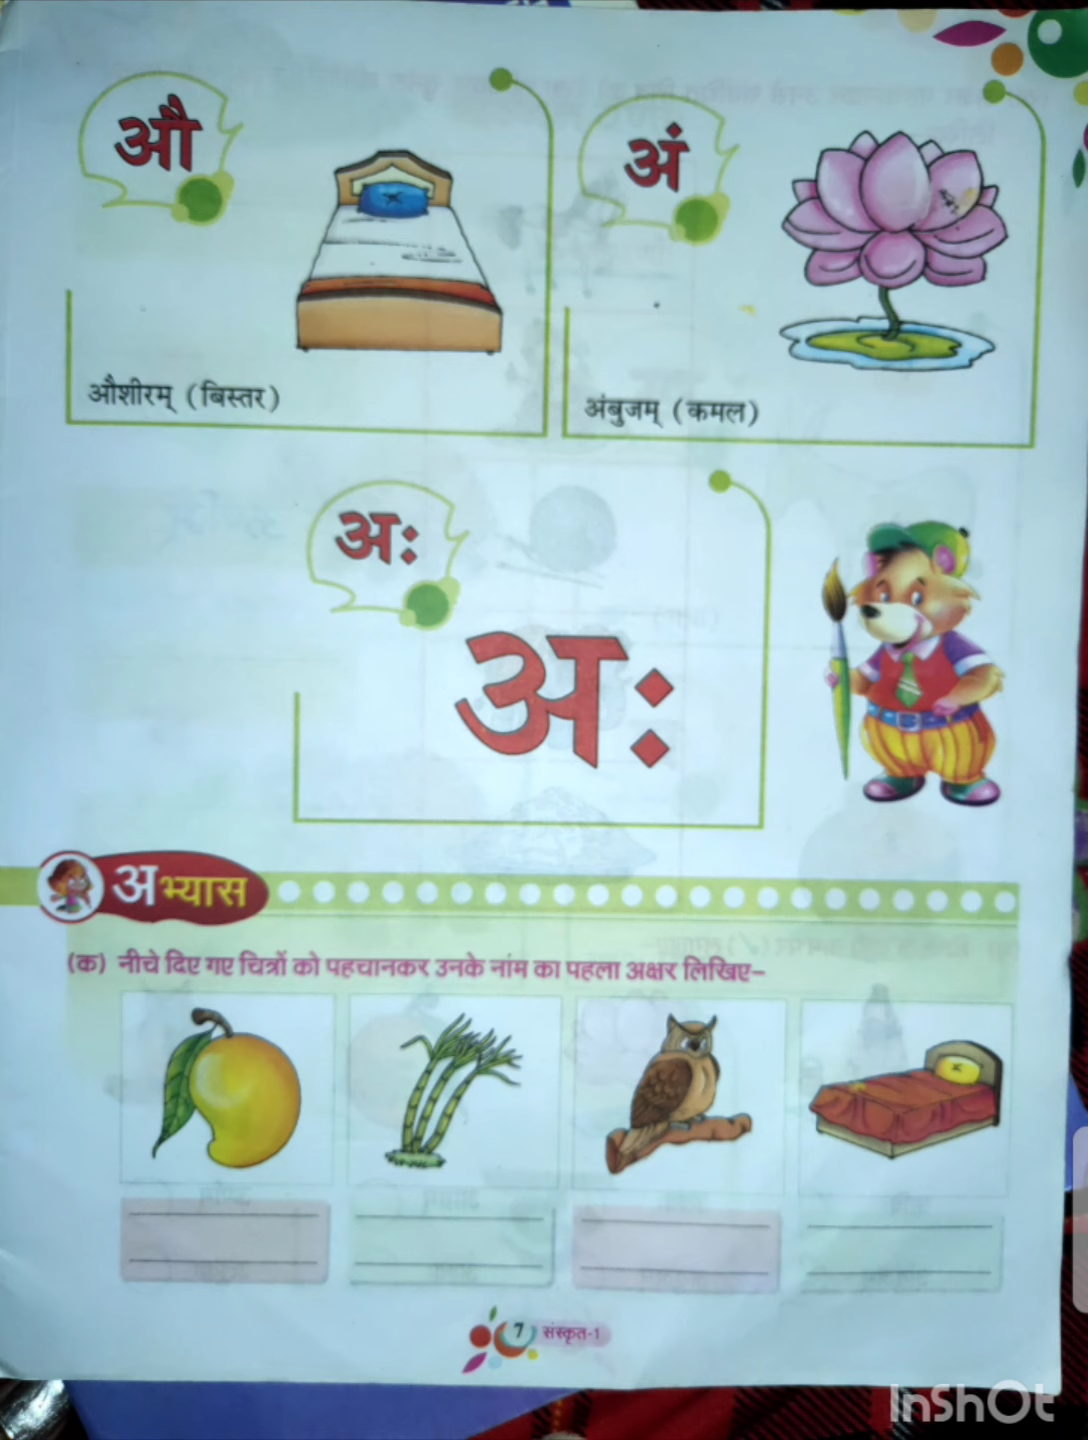 औ
अं
औशीरम् (बिस्तर)
अंबुजम् (कमल)
अः
अः
अभ्यास
(क) नीचे दिए गए चित्रों को पहचानकर उनके नांम का पहला अक्षर लिखिए–
7 संस्कृत-1
InShOt